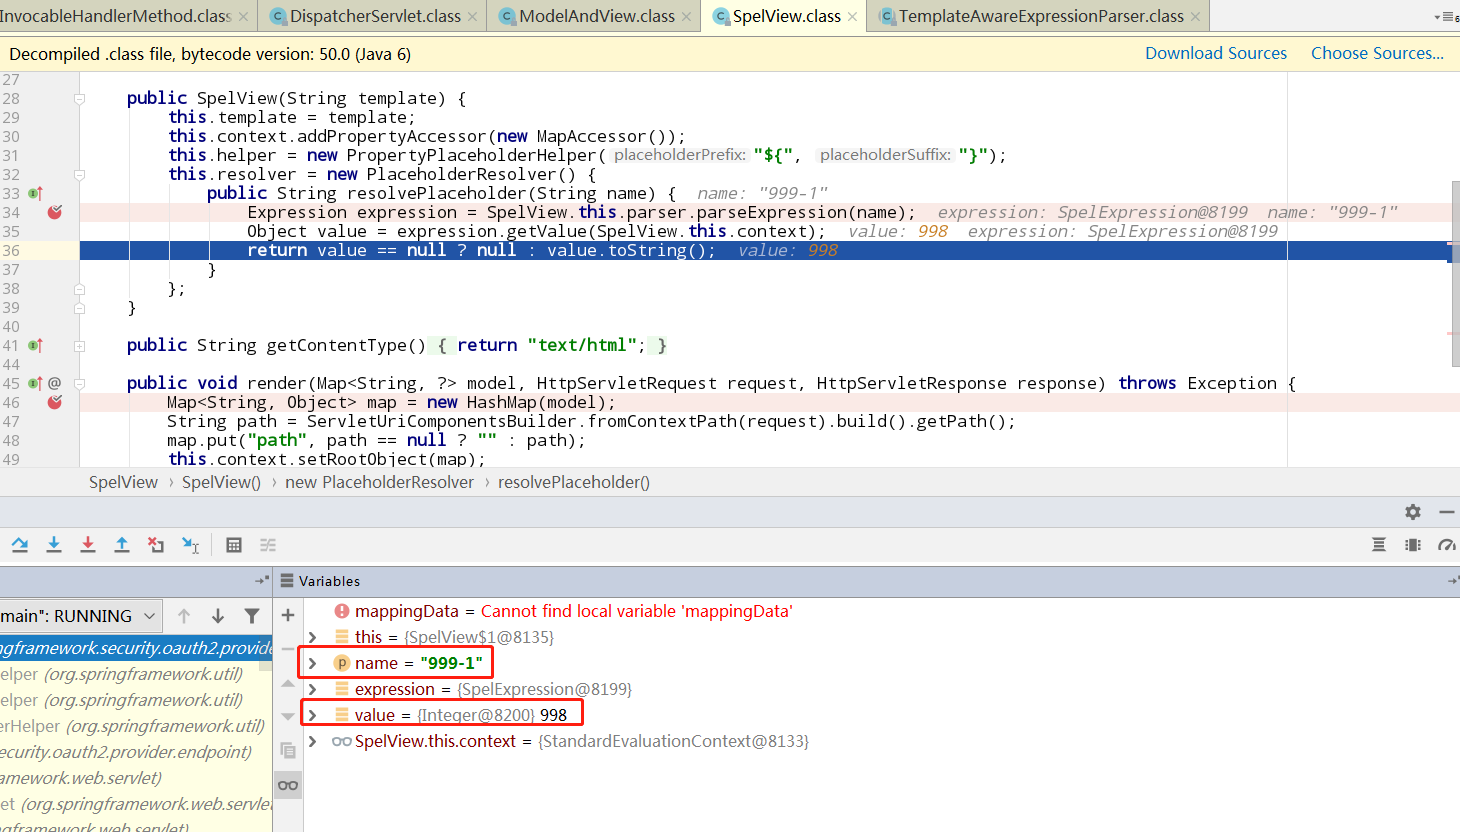 InvocableHandlerMethod.class DispatcherServlet.class ModelAndView.class SpelView.class TemplateAwareExpressionParser.class
Decompiled .class file, bytecode version: 50.0 (Java 6) Download Sources Choose Sources...
27
28 public SpelView(String template) {
29 this.template = template;
30 this.context.addPropertyAccessor(new MapAccessor());
31 this.helper = new PropertyPlaceholderHelper( placeholderPrefix: "${", placeholderSuffix: "}");
32 this.resolver = new PlaceholderResolver() {
33 public String resolvePlaceholder(String name) { name: "999-1"
34 Expression expression = SpelView.this.parser.parseExpression(name); expression: SpelExpression@8199 name: "999-1"
35 Object value = expression.getValue(SpelView.this.context); value: 998 expression: SpelExpression@8199
36 return value == null ? null : value.toString(); value: 998
37 }
38 };
39 }
40
41 public String getContentType() { return "text/html"; }
44
45 @ public void render(Map<String, ?> model, HttpServletRequest request, HttpServletResponse response) throws Exception {
46 Map<String, Object> map = new HashMap(model);
47 String path = ServletUriComponentsBuilder.fromContextPath(request).build().getPath();
48 map.put("path", path == null ? "" : path);
49 this.context.setRootObject(map);
SpelView › SpelView() › new PlaceholderResolver › resolvePlaceholder()
Variables
main": RUNNING
mappingData = Cannot find local variable 'mappingData'
this = {SpelView$1@8135}
name = "999-1"
expression = {SpelExpression@8199}
value = {Integer@8200} 998
SpelView.this.context = {StandardEvaluationContext@8133}
ngframework.security.oauth2.provide
elper (org.springframework.util)
elper (org.springframework.util)
erHelper (org.springframework.util)
ecurity.oauth2.provider.endpoint)
amework.web.servlet)
et (org.springframework.web.servlet
ngframework.web.servlet)